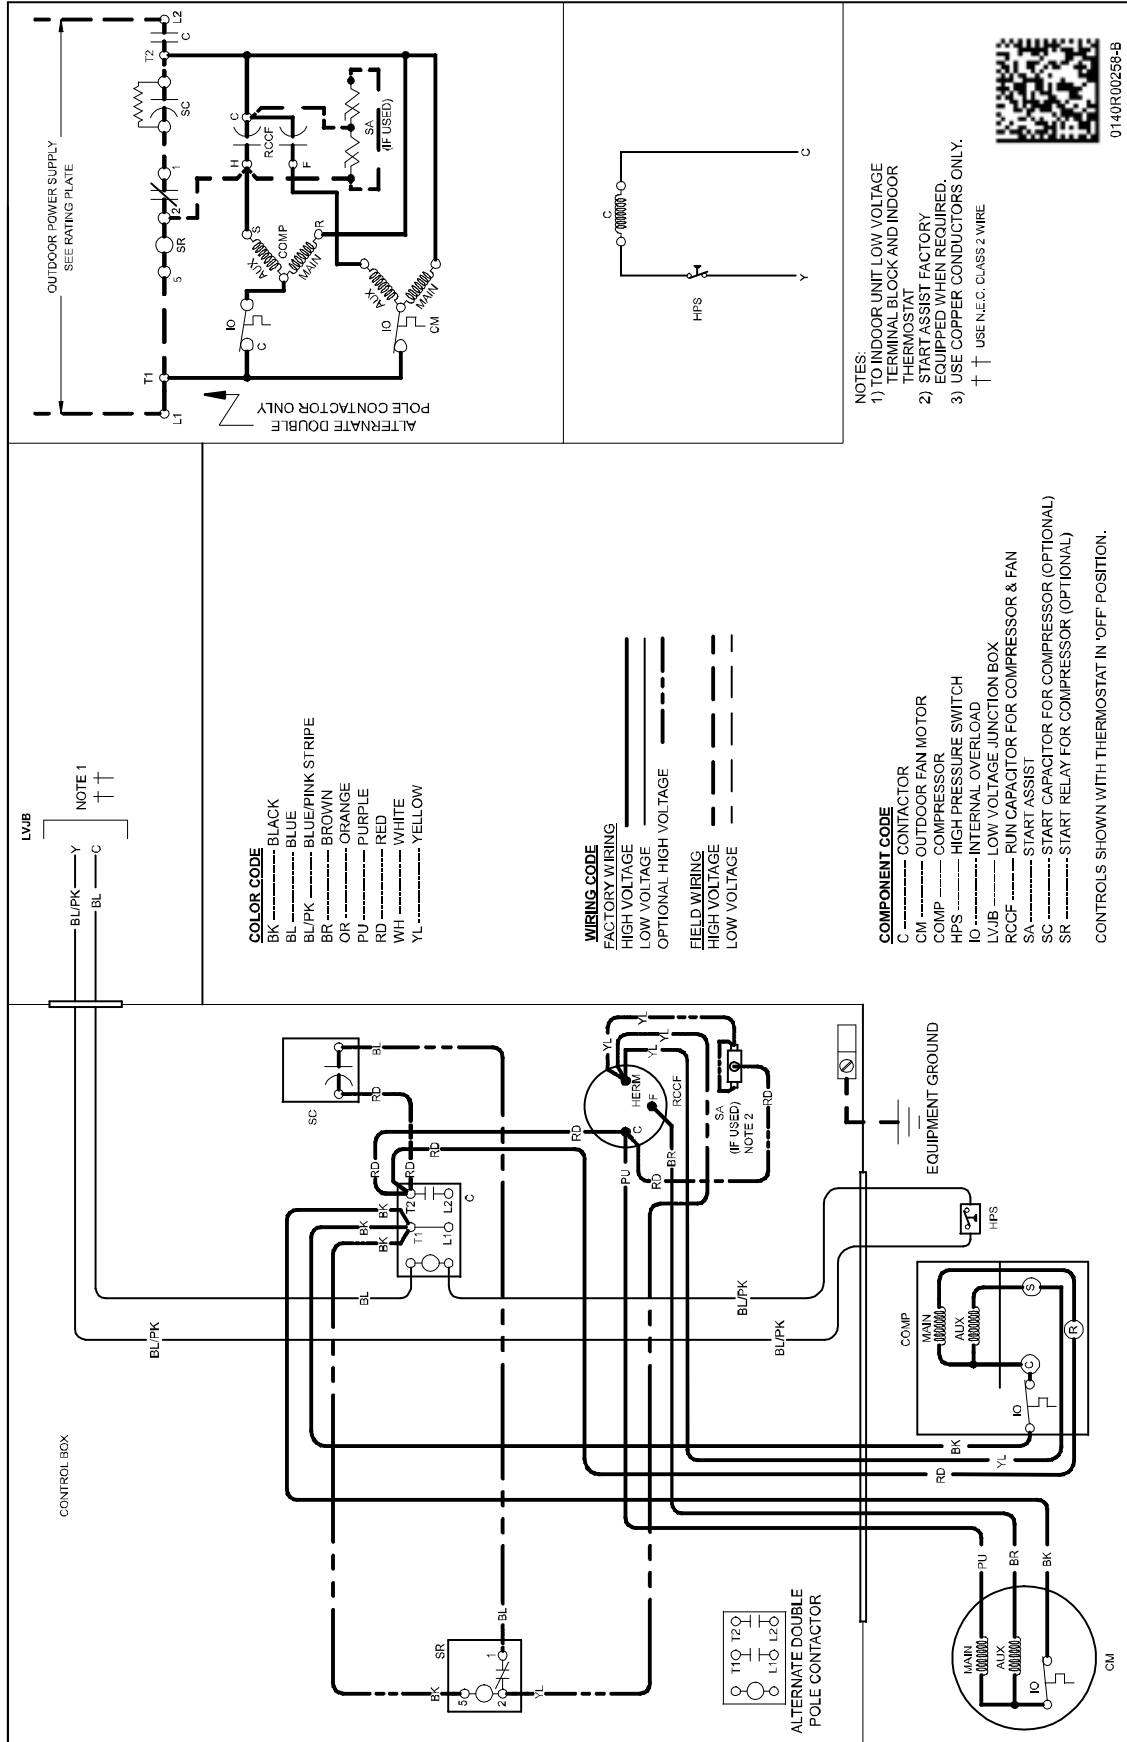 OUTDOOR POWER SUPPLY
SEE RATING PLATE
L1
T1
5
SR
2
1
SC
T2
C
L2
ALTERNATE DOUBLE
POLE CONTACTOR ONLY
C
IO
AUX
S
COMP
MAIN
R
H
RCCF
C
F
SA
(IF USED)
IO
CM
AUX
MAIN
C
HPS
Y
C
NOTES:
1) TO INDOOR UNIT LOW VOLTAGE
TERMINAL BLOCK AND INDOOR
THERMOSTAT
2) START ASSIST FACTORY
EQUIPPED WHEN REQUIRED.
3) USE COPPER CONDUCTORS ONLY.
†† USE N.E.C. CLASS 2 WIRE
0140R00258-B
LVJB
NOTE 1
††
BL/PK Y
BL C
COLOR CODE
BK BLACK
BL BLUE
BL/PK BLUE/PINK STRIPE
BR BROWN
OR ORANGE
PU PURPLE
RD RED
WH WHITE
YL YELLOW
WIRING CODE
FACTORY WIRING
HIGH VOLTAGE
LOW VOLTAGE
OPTIONAL HIGH VOLTAGE
FIELD WIRING
HIGH VOLTAGE
LOW VOLTAGE
COMPONENT CODE
C CONTACTOR
CM OUTDOOR FAN MOTOR
COMP COMPRESSOR
HPS HIGH PRESSURE SWITCH
IO INTERNAL OVERLOAD
LVJB LOW VOLTAGE JUNCTION BOX
RCCF RUN CAPACITOR FOR COMPRESSOR & FAN
SA START ASSIST
SC START CAPACITOR FOR COMPRESSOR (OPTIONAL)
SR START RELAY FOR COMPRESSOR (OPTIONAL)
CONTROLS SHOWN WITH THERMOSTAT IN 'OFF' POSITION.
CONTROL BOX
BL/PK
BL
SC
RD
BL
RD
RD
BK
BK
BK
T2
L2
T1
L1
C
RD
RD
HERM
F
C
RCCF
YL
YL
YL
YL
PU
BR
RD
RD
SA
(IF USED)
NOTE 2
BL/PK
BL/PK
SR
BK
5
2
1
BL
YL
ALTERNATE DOUBLE
POLE CONTACTOR
T1
T2
L1
L2
EQUIPMENT GROUND
HPS
COMP
MAIN
AUX
S
R
C
IO
BK
YL
RD
PU
BR
BK
MAIN
AUX
IO
CM